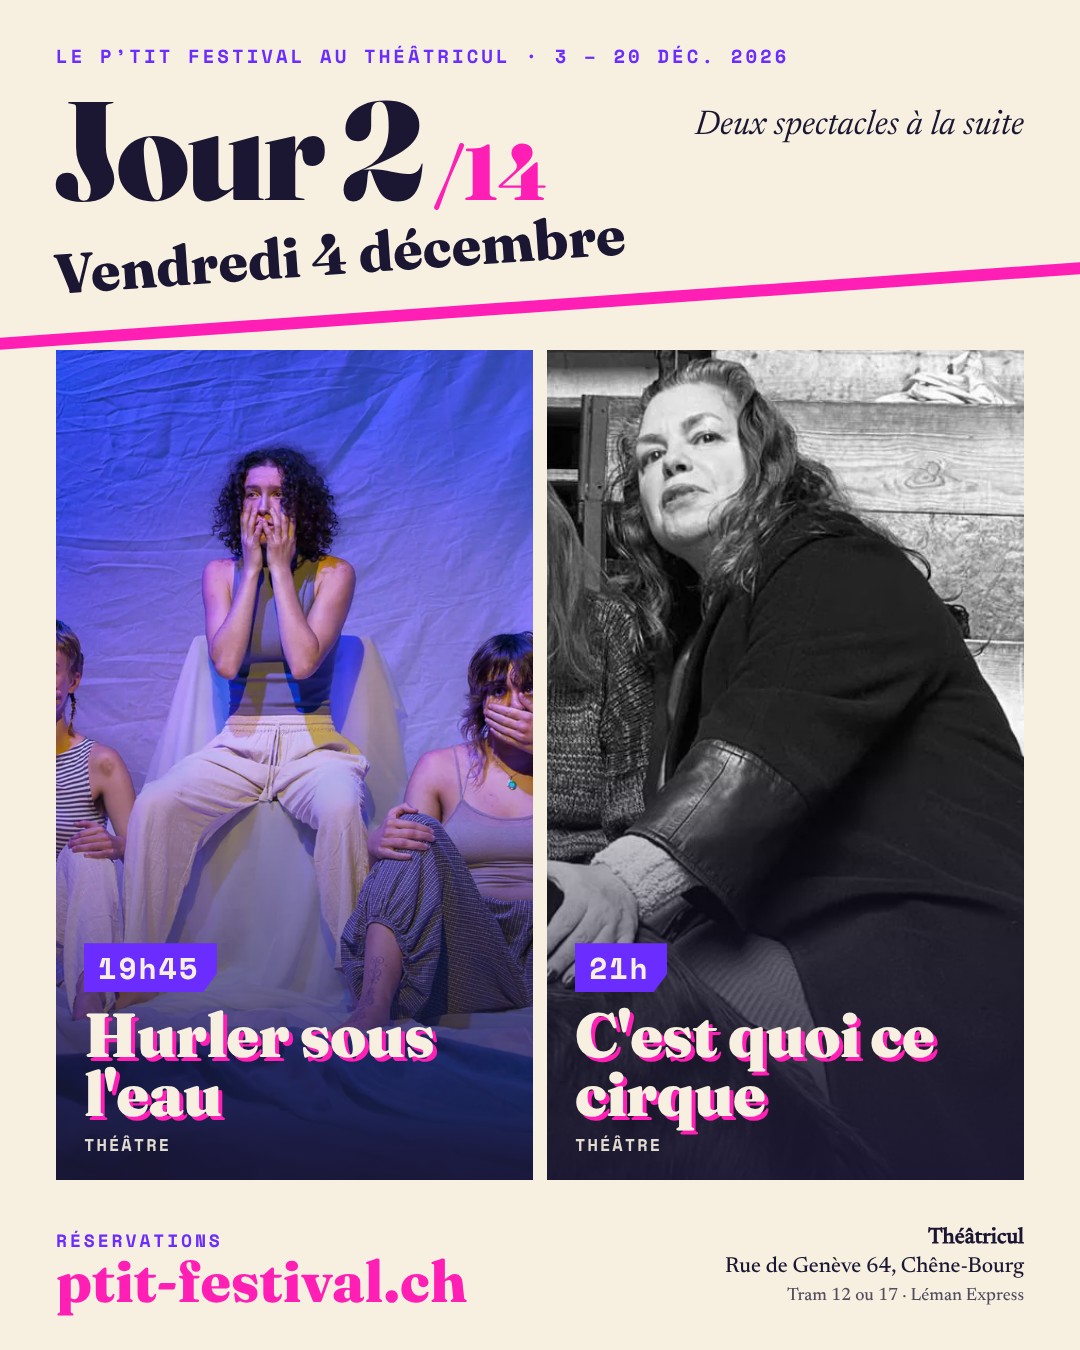 LE P’TIT FESTIVAL AU THÉÂTRICUL · 3 – 20 DÉC. 2026
Jour 2 /14
Deux spectacles à la suite
Vendredi 4 décembre
19h45
Hurler sous
l'eau
THÉÂTRE
21h
C'est quoi ce
cirque
THÉÂTRE
RÉSERVATIONS
ptit-festival.ch
Théâtricul
Rue de Genève 64, Chêne-Bourg
Tram 12 ou 17 · Léman Express